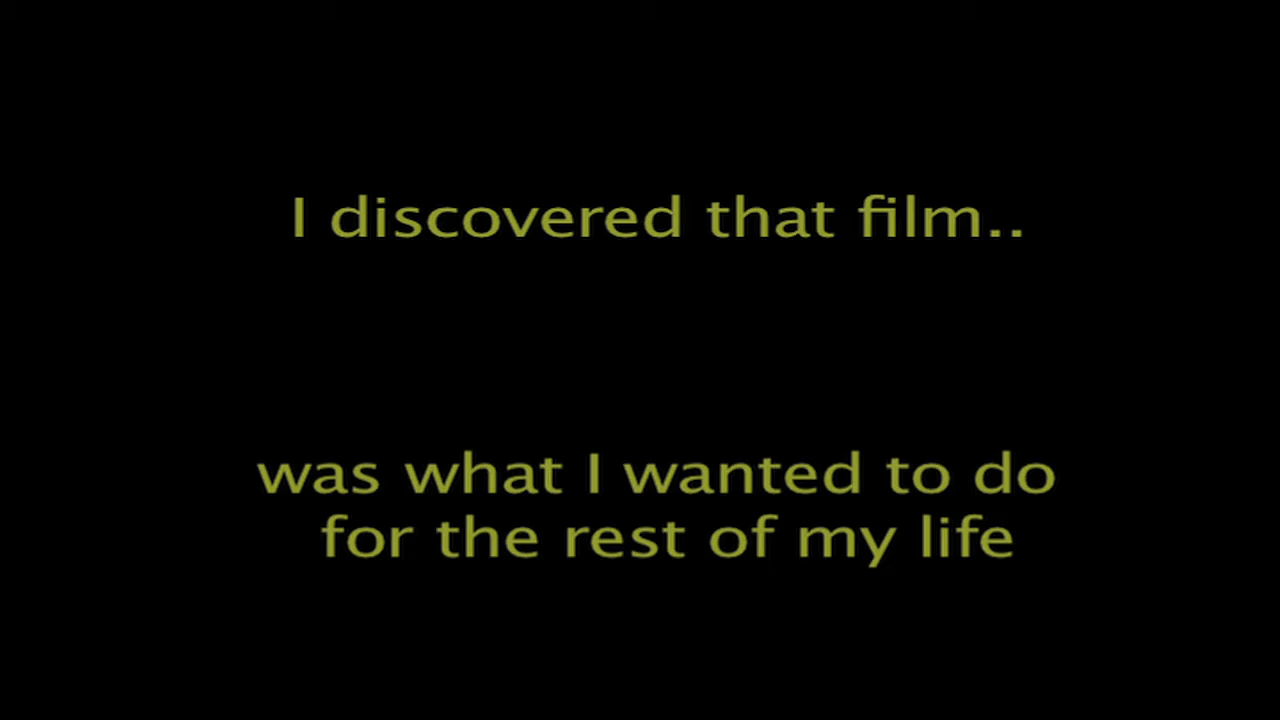 I discovered that film..
was what I wanted to do
for the rest of my life